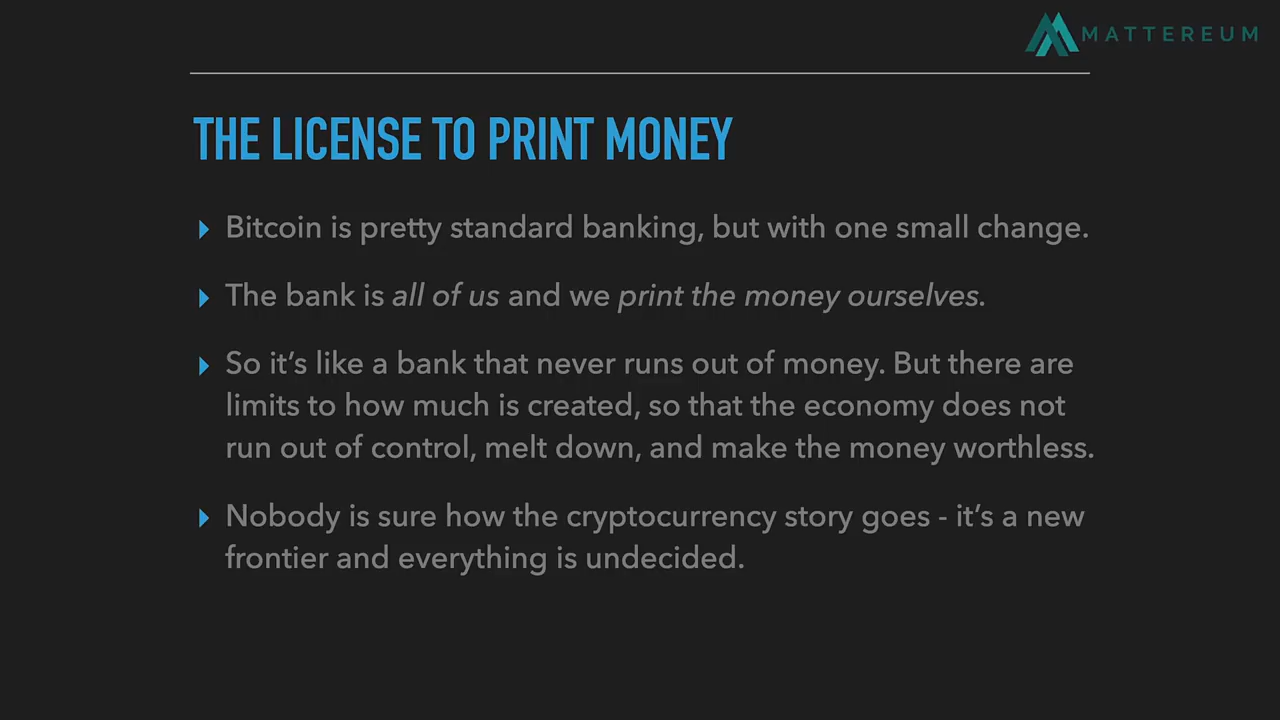 MATTEREUM
THE LICENSE TO PRINT MONEY
Bitcoin is pretty standard banking, but with one small change.
The bank is all of us and we print the money ourselves.
So it’s like a bank that never runs out of money. But there are
limits to how much is created, so that the economy does not
run out of control, melt down, and make the money worthless.
Nobody is sure how the cryptocurrency story goes - it’s a new
frontier and everything is undecided.